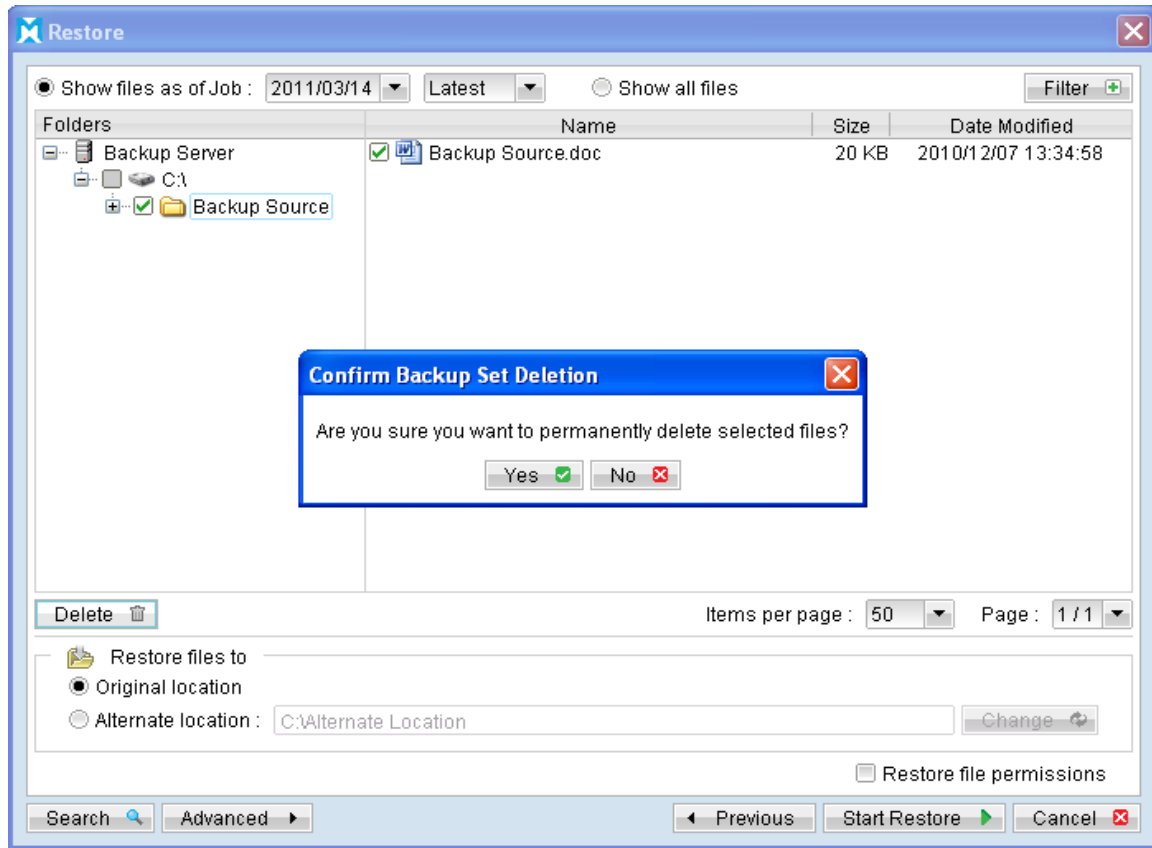 Restore
Show files as of Job : 2011/03/14 Latest Show all files Filter
Folders Name Size Date Modified
Backup Server Backup Source.doc 20 KB 2010/12/07 13:34:58
C:\
Backup Source
Confirm Backup Set Deletion
Are you sure you want to permanently delete selected files?
Yes No
Delete Items per page : 50 Page : 1 / 1
Restore files to
Original location
Alternate location : C:\Alternate Location Change
Restore file permissions
Search Advanced Previous Start Restore Cancel